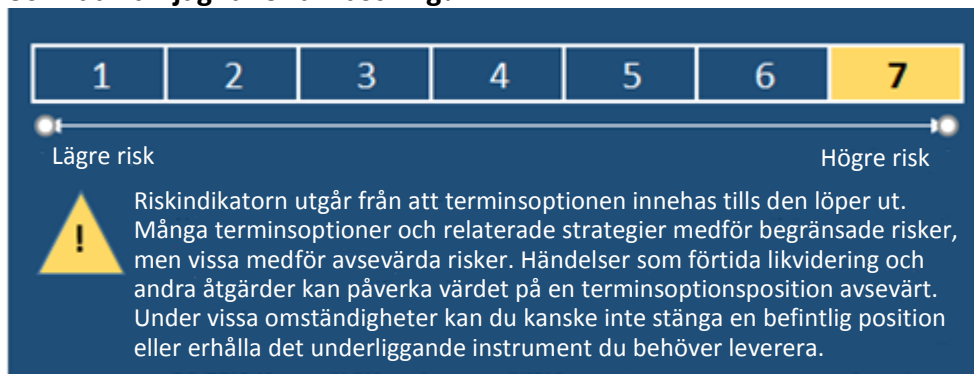 1 2 3 4 5 6 7
Lägre risk Högre risk
Riskindikatorn utgår från att terminsoptionen innehas tills den löper ut.
! Många terminsoptioner och relaterade strategier medför begränsade risker,
men vissa medför avsevärda risker. Händelser som förtida likvidering och
andra åtgärder kan påverka värdet på en terminsoptionsposition avsevärt.
Under vissa omständigheter kan du kanske inte stänga en befintlig position
eller erhålla det underliggande instrument du behöver leverera.